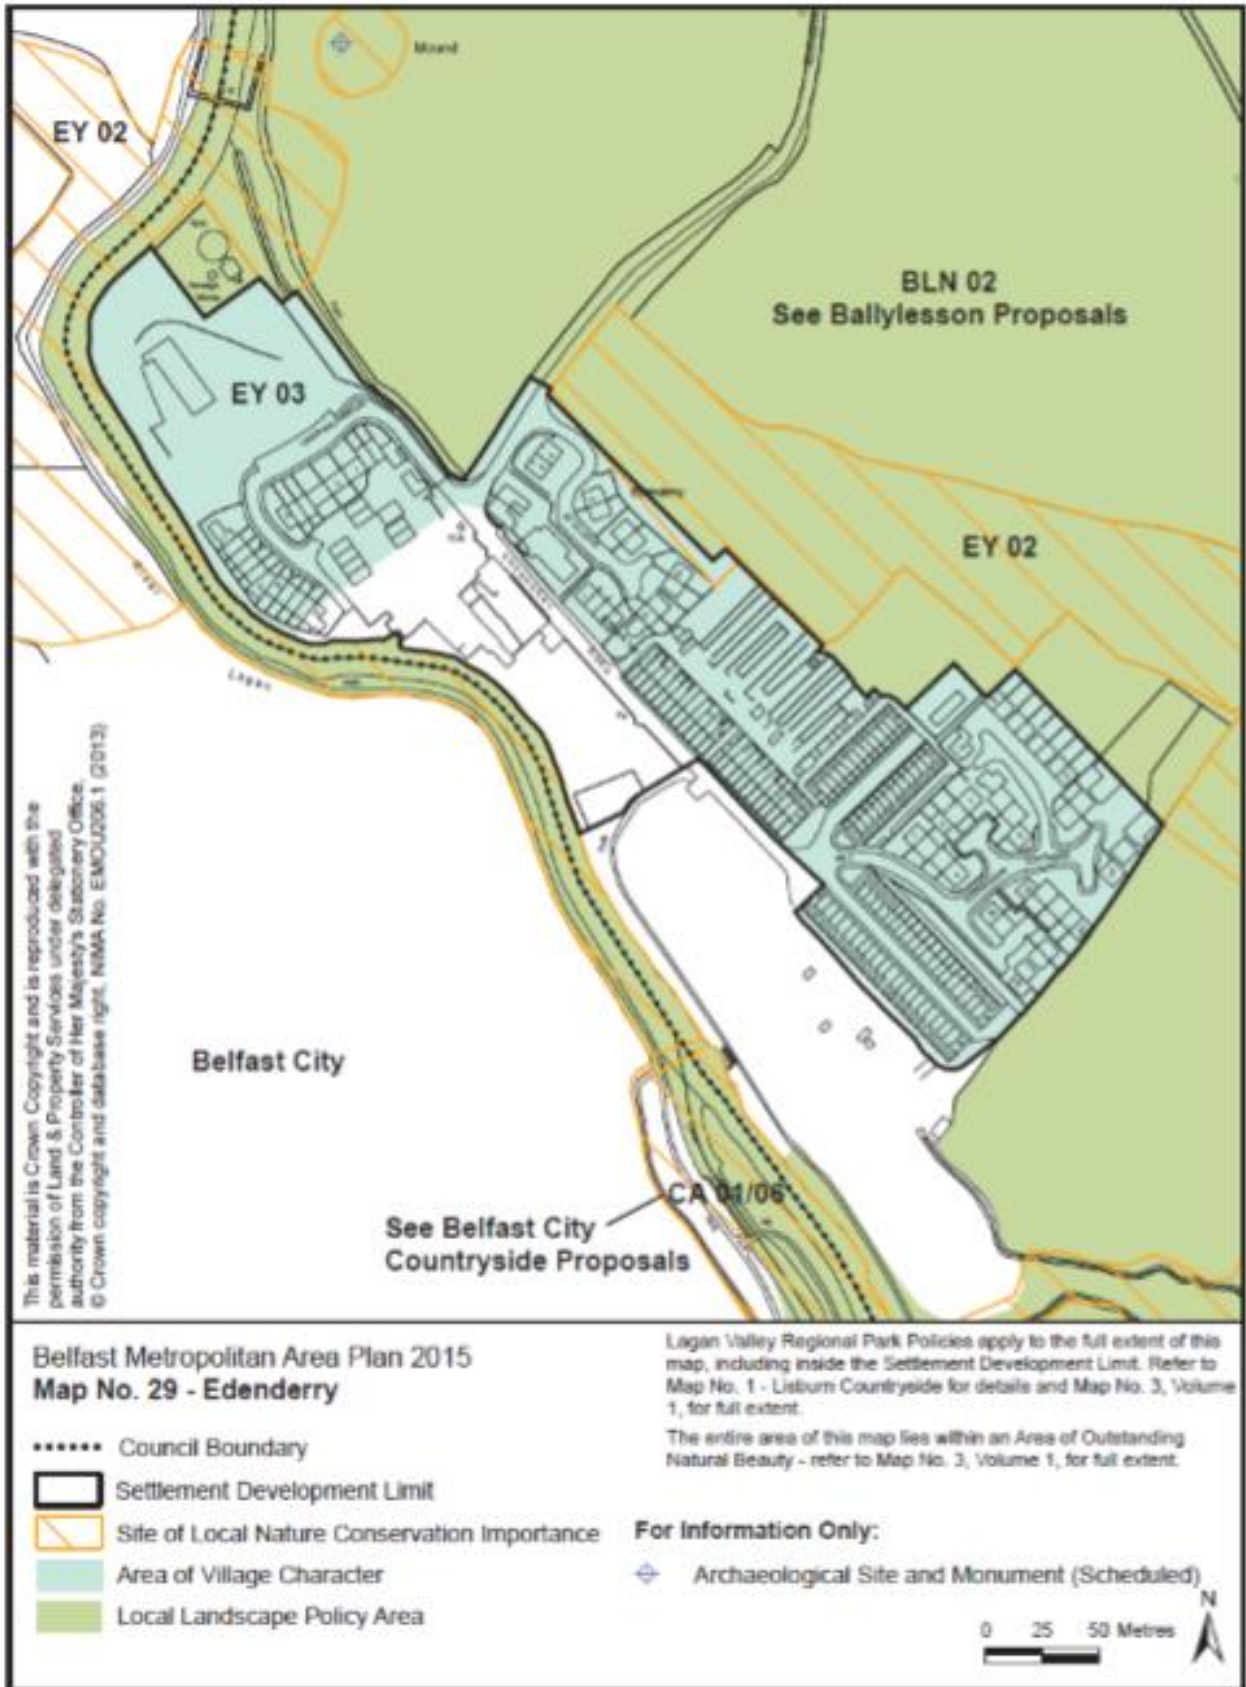 Mound
EY 02
BLN 02
See Ballylesson Proposals
EY 03
EY 02
River
Lagan
Belfast City
CA 01/06
See Belfast City
Countryside Proposals
This material is Crown Copyright and is reproduced with the
permission of Land & Property Services under delegated
authority from the Controller of Her Majesty's Stationery Office,
© Crown copyright and database right. NIMA No. EMOU206.1 (2013)
Belfast Metropolitan Area Plan 2015
Map No. 29 - Edenderry
Council Boundary
Settlement Development Limit
Site of Local Nature Conservation Importance
Area of Village Character
Local Landscape Policy Area
Lagan Valley Regional Park Policies apply to the full extent of this
map, including inside the Settlement Development Limit. Refer to
Map No. 1 - Lisburn Countryside for details and Map No. 3, Volume
1, for full extent.
The entire area of this map lies within an Area of Outstanding
Natural Beauty - refer to Map No. 3, Volume 1, for full extent.
For Information Only:
Archaeological Site and Monument (Scheduled)
N
0 25 50 Metres